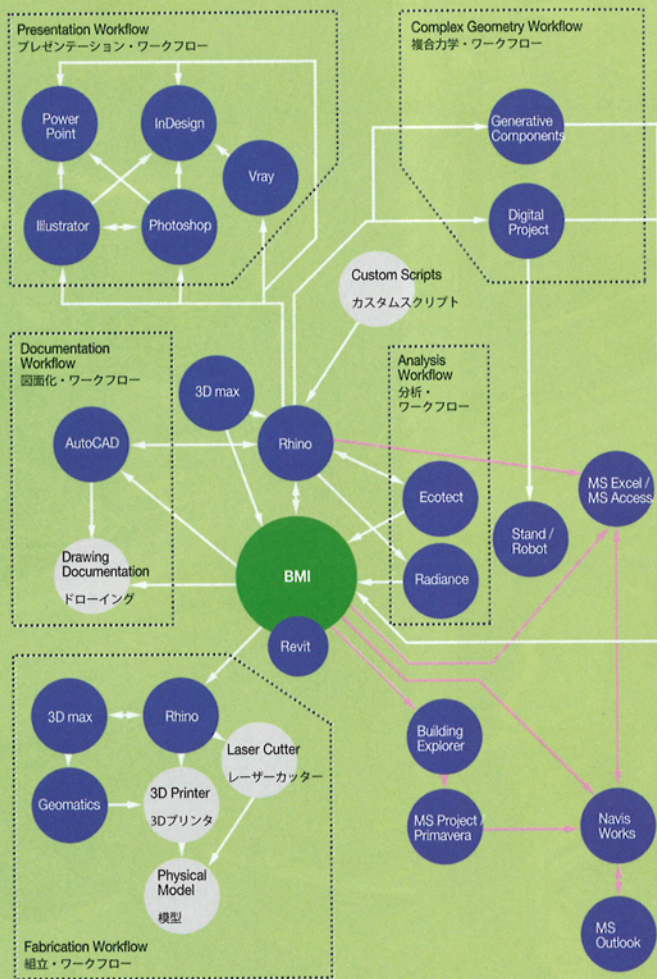 Presentation Workflow
プレゼンテーション・ワークフロー
Power
Point
InDesign
Vray
Illustrator
Photoshop
Complex Geometry Workflow
複合力学・ワークフロー
Generative
Components
Digital
Project
Custom Scripts
カスタムスクリプト
Documentation
Workflow
図面化・ワークフロー
AutoCAD
Drawing
Documentation
ドローイング
3D max
Rhino
Analysis
Workflow
分析・
ワークフロー
Ecotect
Radiance
MS Excel /
MS Access
Stand /
Robot
BMI
Revit
3D max
Rhino
Laser Cutter
レーザーカッター
Geomatics
3D Printer
3Dプリンタ
Physical
Model
模型
Fabrication Workflow
組立・ワークフロー
Building
Explorer
MS Project /
Primavera
Navis
Works
MS
Outlook